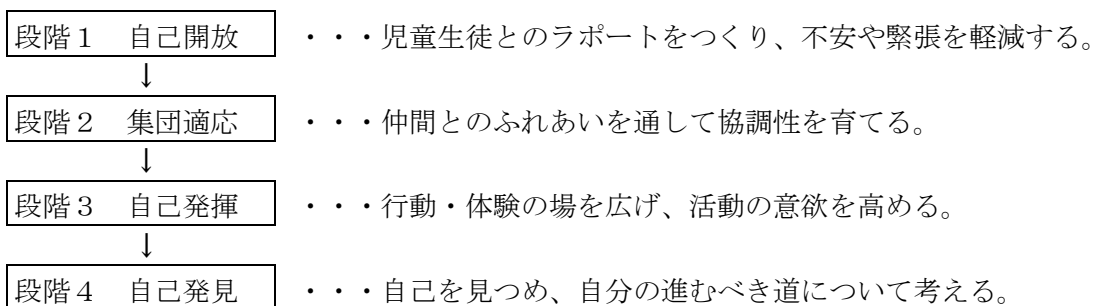 段階１　自己開放　・・・児童生徒とのラポートをつくり、不安や緊張を軽減する。
↓
段階２　集団適応　・・・仲間とのふれあいを通して協調性を育てる。
↓
段階３　自己発揮　・・・行動・体験の場を広げ、活動の意欲を高める。
↓
段階４　自己発見　・・・自己を見つめ、自分の進むべき道について考える。